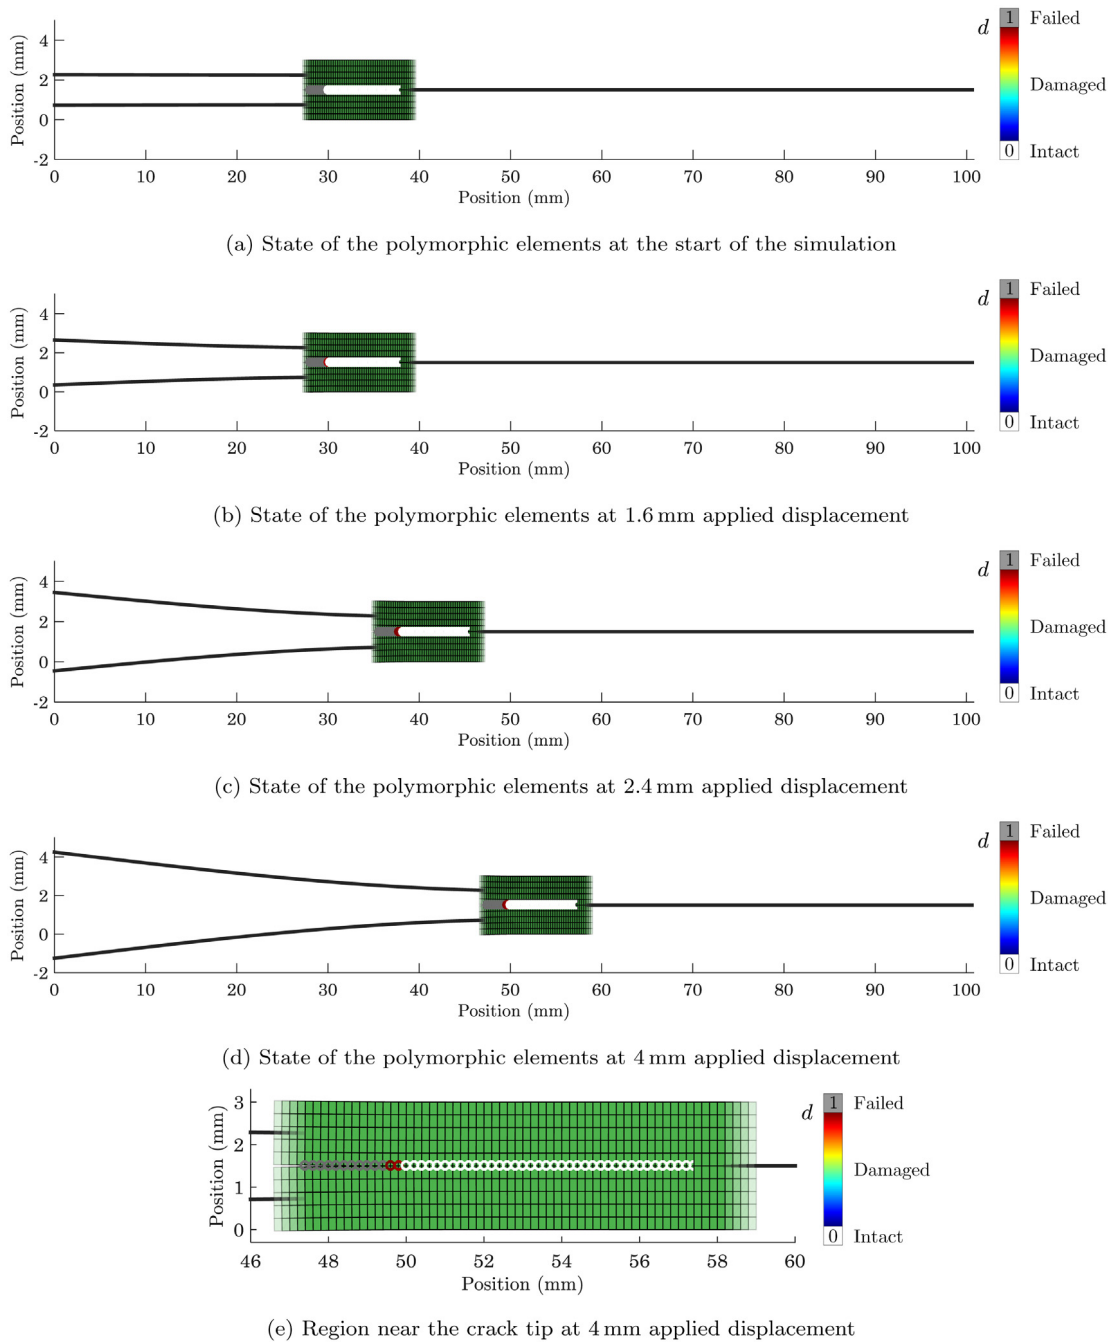 4
2
0
-2
Position (mm)
0 10 20 30 40 50 60 70 80 90 100
Position (mm)
d
1 Failed
Damaged
0 Intact
(a) State of the polymorphic elements at the start of the simulation
4
2
0
-2
Position (mm)
0 10 20 30 40 50 60 70 80 90 100
Position (mm)
d
1 Failed
Damaged
0 Intact
(b) State of the polymorphic elements at 1.6 mm applied displacement
4
2
0
-2
Position (mm)
0 10 20 30 40 50 60 70 80 90 100
Position (mm)
d
1 Failed
Damaged
0 Intact
(c) State of the polymorphic elements at 2.4 mm applied displacement
4
2
0
-2
Position (mm)
0 10 20 30 40 50 60 70 80 90 100
Position (mm)
d
1 Failed
Damaged
0 Intact
(d) State of the polymorphic elements at 4 mm applied displacement
3
2
1
0
Position (mm)
46 48 50 52 54 56 58 60
Position (mm)
d
1 Failed
Damaged
0 Intact
(e) Region near the crack tip at 4 mm applied displacement